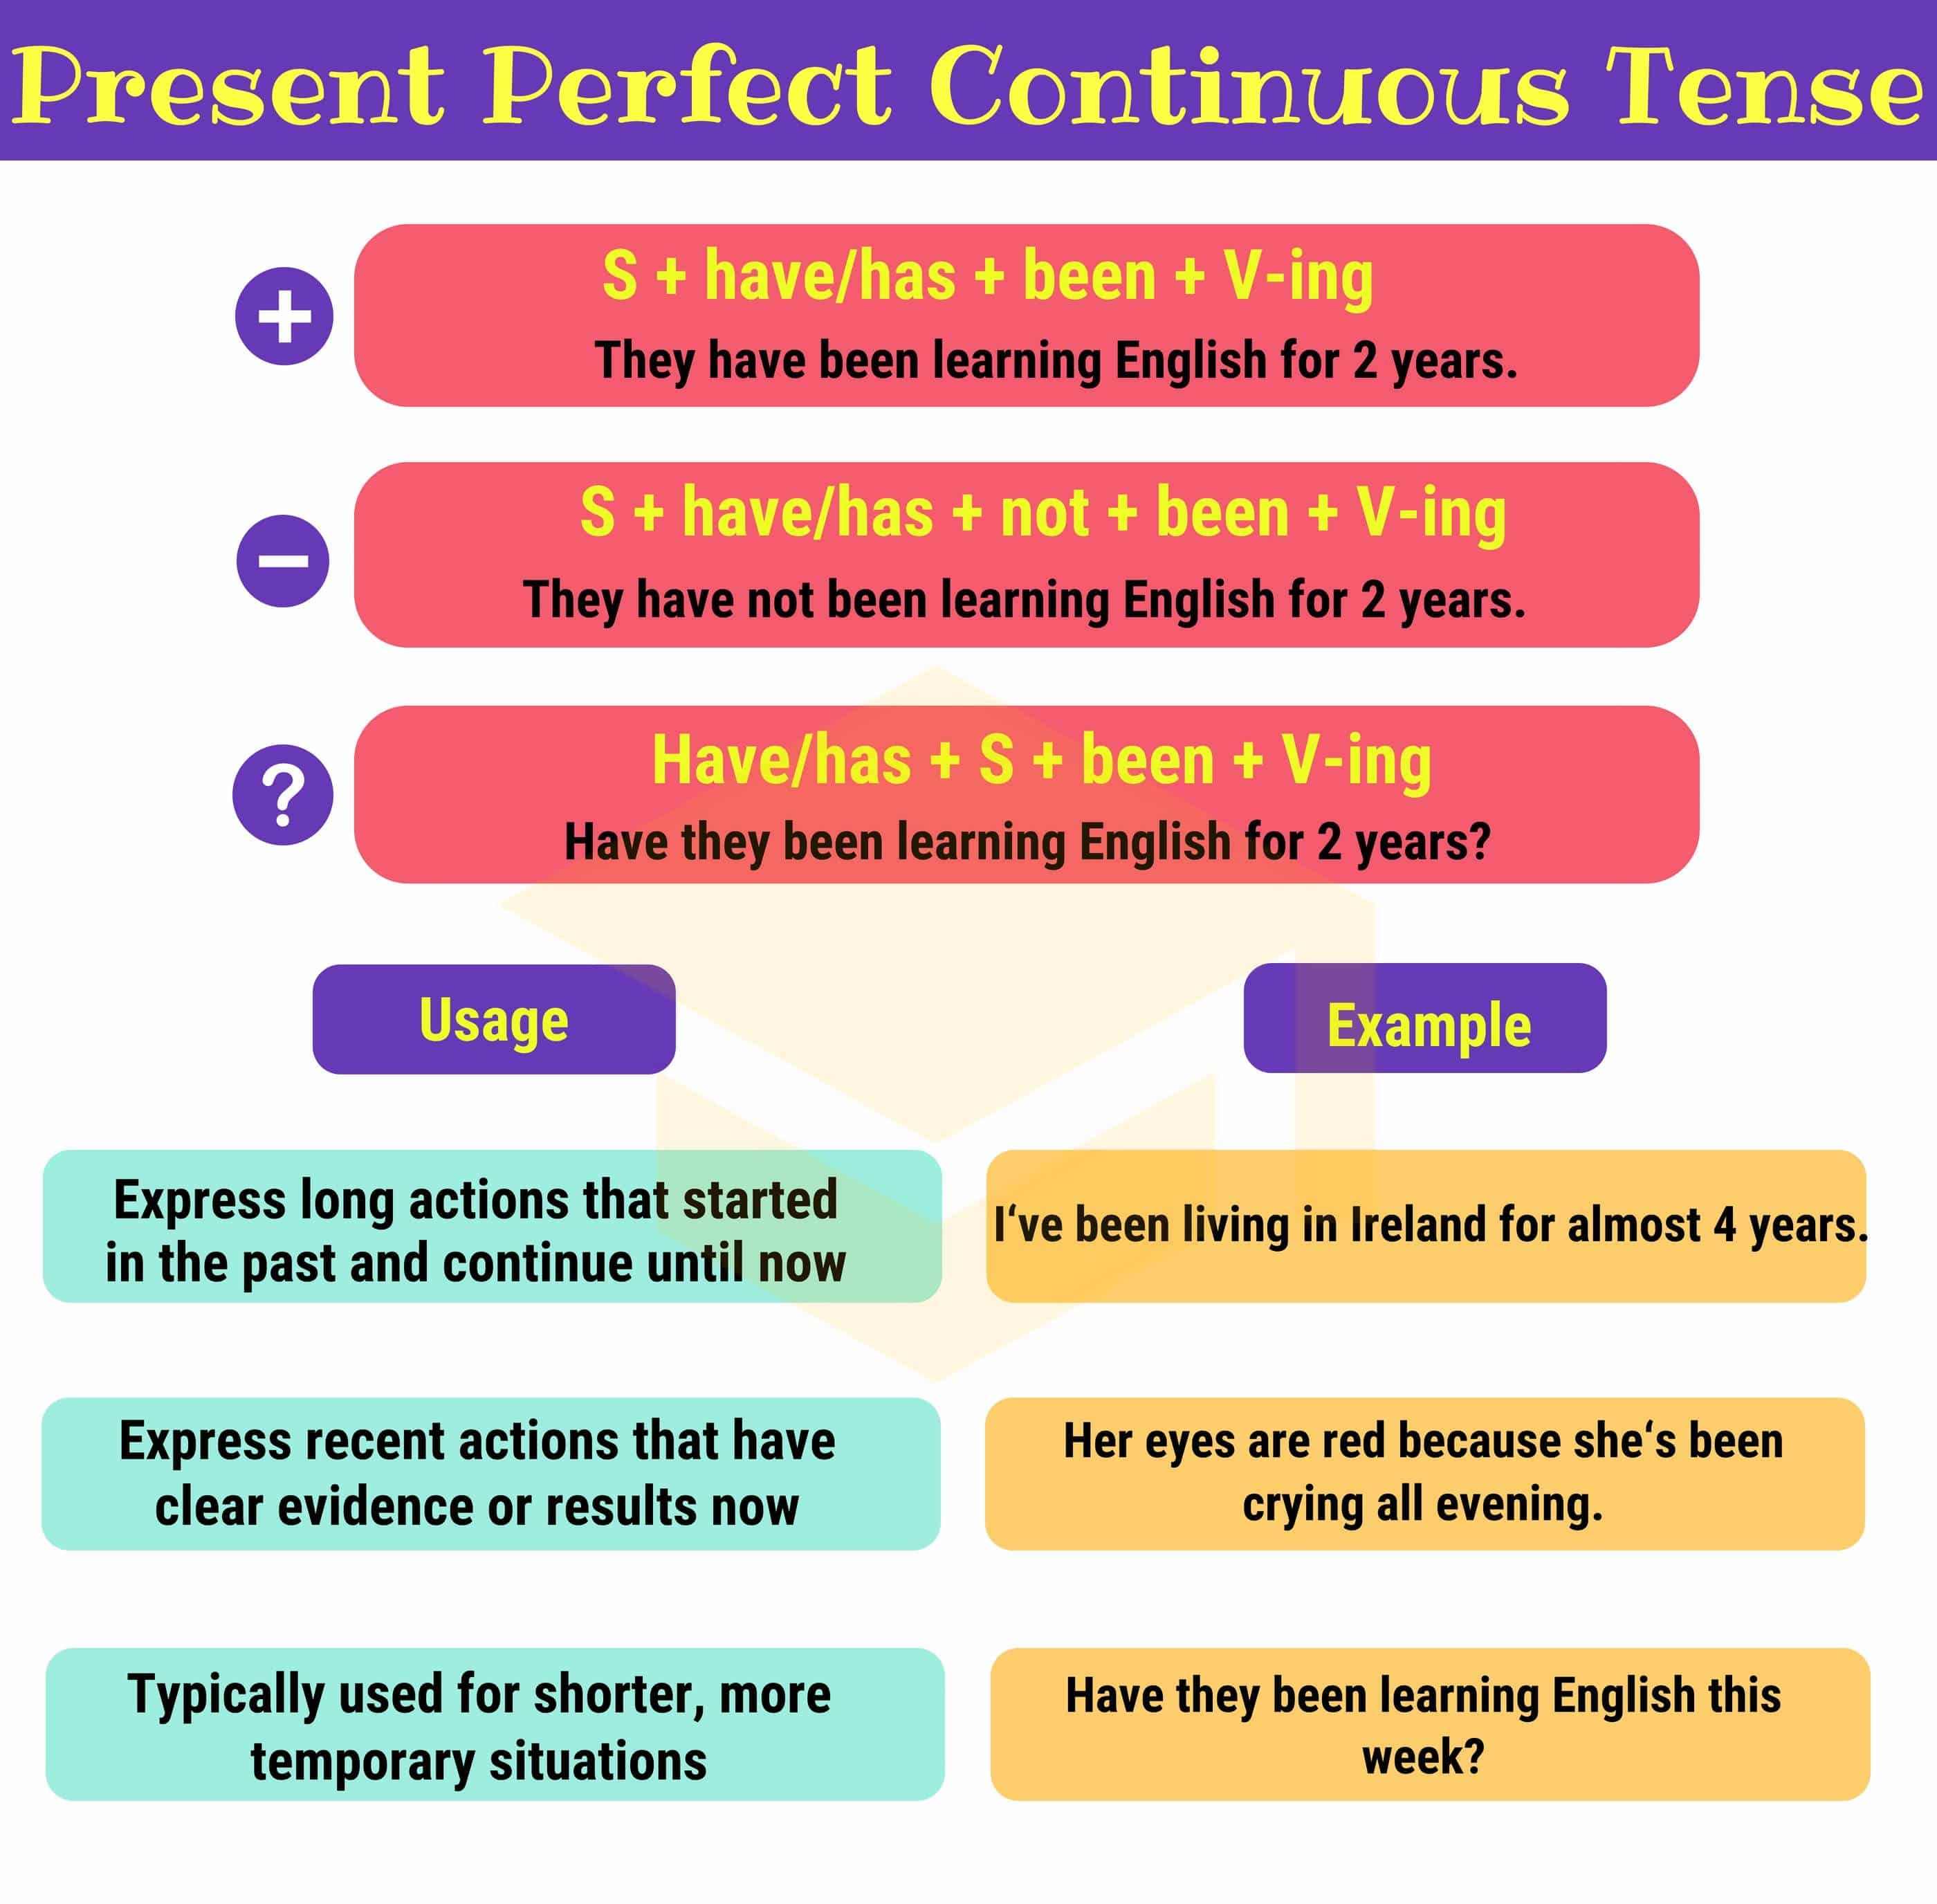 Present Perfect Continuous Tense
+
S + have/has + been + V-ing
They have been learning English for 2 years.
−
S + have/has + not + been + V-ing
They have not been learning English for 2 years.
?
Have/has + S + been + V-ing
Have they been learning English for 2 years?
Usage
Example
Express long actions that started
in the past and continue until now
I‘ve been living in Ireland for almost 4 years.
Express recent actions that have
clear evidence or results now
Her eyes are red because she‘s been
crying all evening.
Typically used for shorter, more
temporary situations
Have they been learning English this
week?